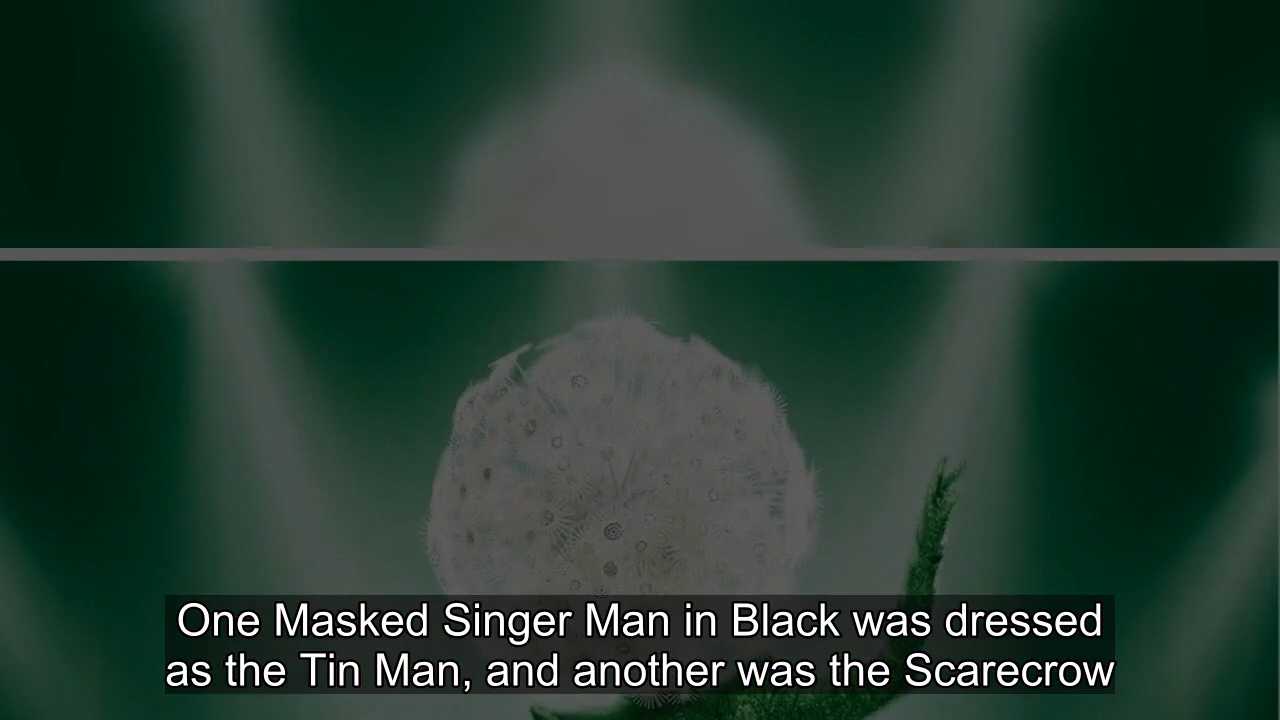 One Masked Singer Man in Black was dressed
as the Tin Man, and another was the Scarecrow